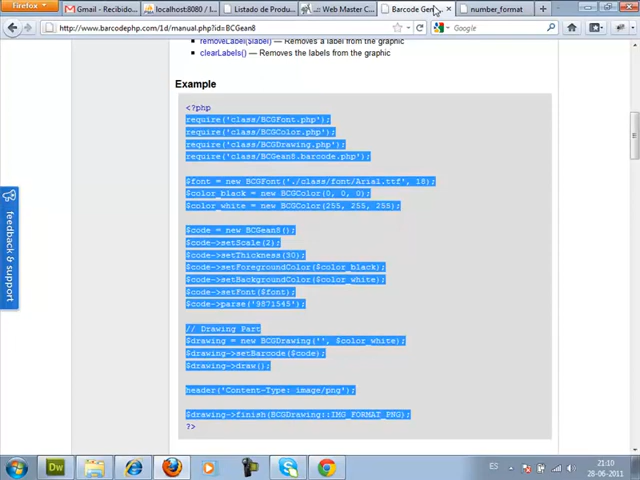 Firefox
Gmail - Recibido...
localhost:8080 / l...
Listado de Produ...
.:: Web Master C...
Barcode Gen...
number_format
http://www.barcodephp.com/1d/manual.php?id=BCGean8
Google
removeLabel($label) — Removes a label from the graphic
clearLabels() — Removes the labels from the graphic
Example
<?php
require('class/BCGFont.php');
require('class/BCGColor.php');
require('class/BCGDrawing.php');
require('class/BCGean8.barcode.php');
$font = new BCGFont('./class/font/Arial.ttf', 18);
$color_black = new BCGColor(0, 0, 0);
$color_white = new BCGColor(255, 255, 255);
$code = new BCGean8();
$code->setScale(2);
$code->setThickness(30);
$code->setForegroundColor($color_black);
$code->setBackgroundColor($color_white);
$code->setFont($font);
$code->parse('9871545');
// Drawing Part
$drawing = new BCGDrawing('', $color_white);
$drawing->setBarcode($code);
$drawing->draw();
header('Content-Type: image/png');
$drawing->finish(BCGDrawing::IMG_FORMAT_PNG);
?>
feedback & support
Dw
ES
21:10
28-06-2011